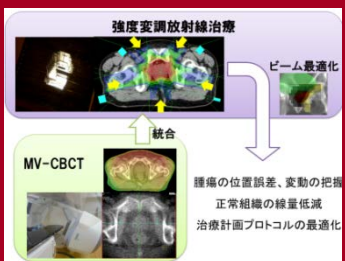 強度変調放射線治療
ビーム最適化
統合
MV-CBCT
腫瘍の位置誤差、変動の把握
正常組織の線量低減
治療計画プロトコルの最適化